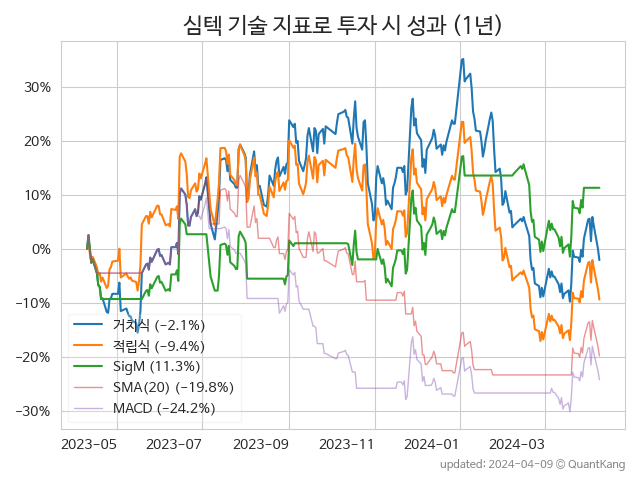 심텍 기술 지표로 투자 시 성과 (1년)
30%
20%
10%
0%
−10%
−20%
−30%
거치식 (−2.1%)
적립식 (−9.4%)
SigM (11.3%)
SMA(20) (−19.8%)
MACD (−24.2%)
2023-05
2023-07
2023-09
2023-11
2024-01
2024-03
updated: 2024-04-09 © QuantKang